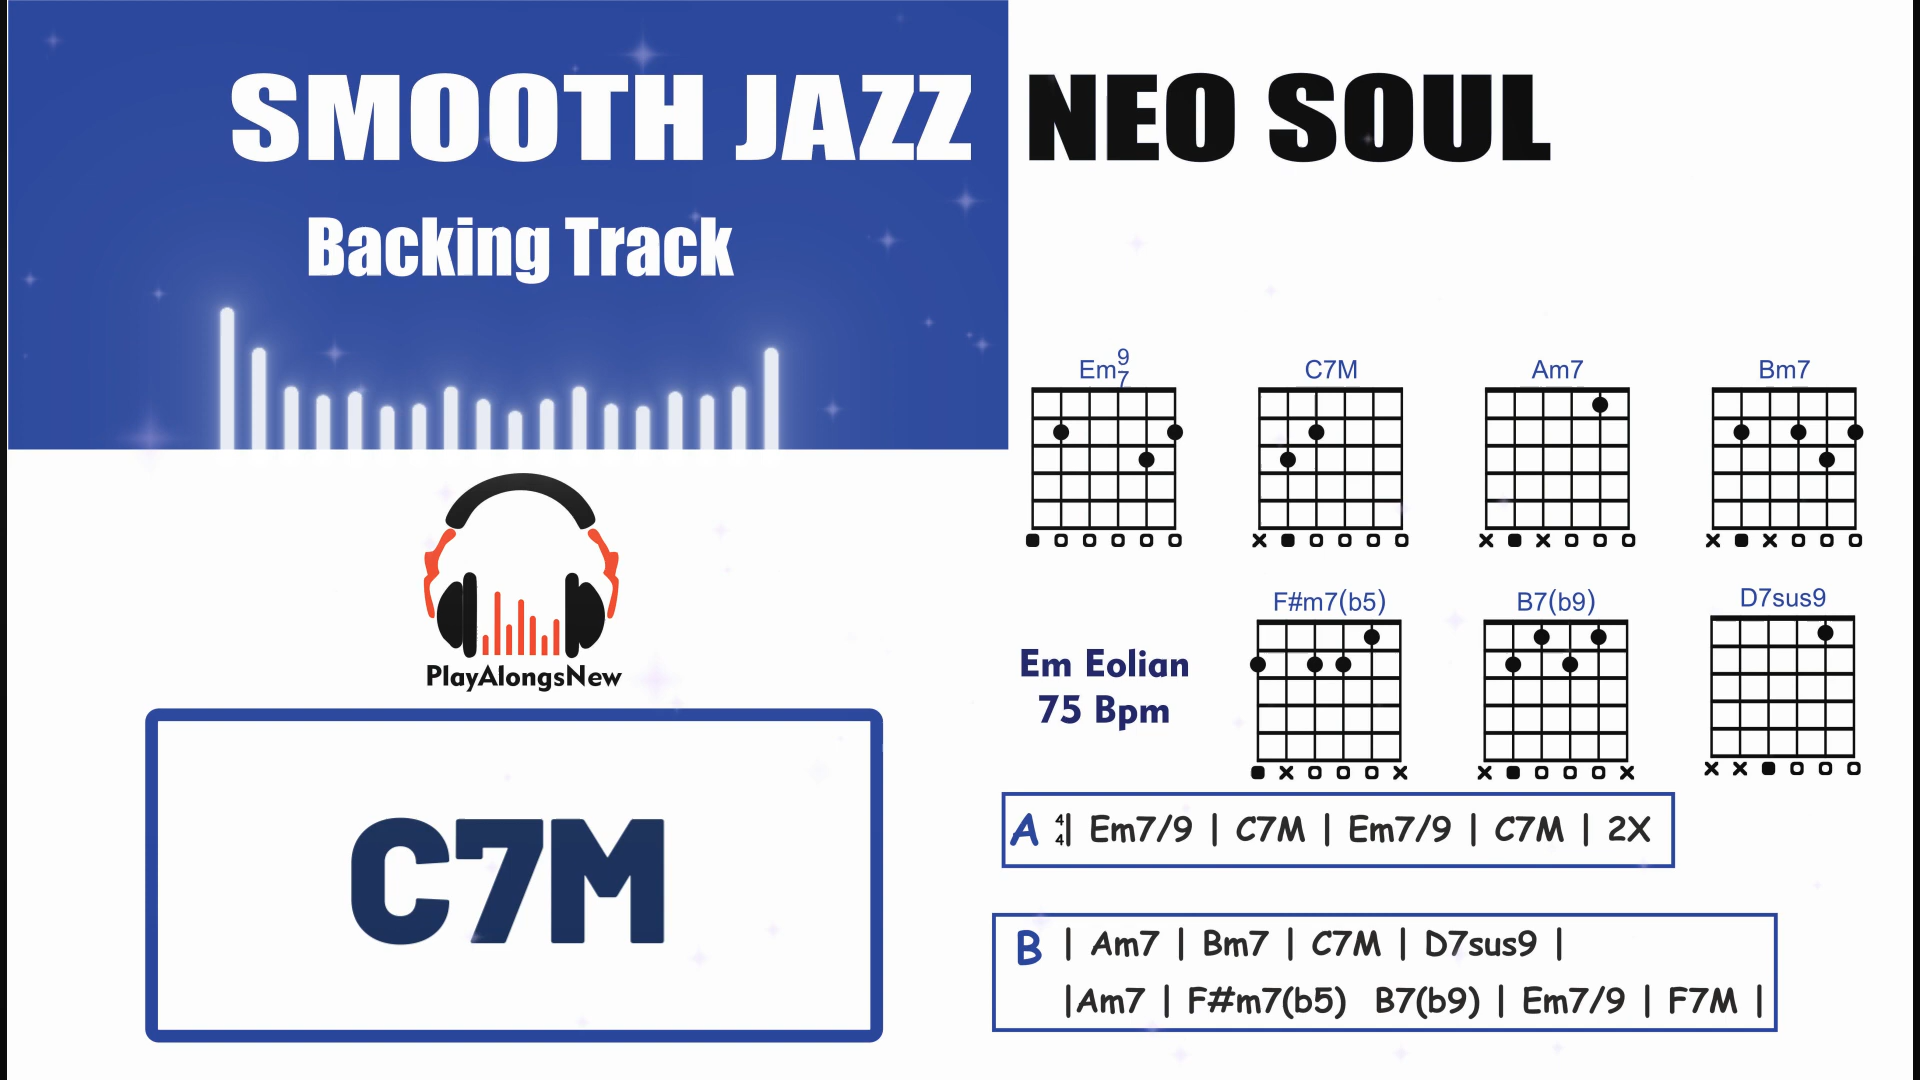 SMOOTH JAZZ NEO SOUL
Backing Track
Em9/7 C7M Am7 Bm7
X X X X X
F#m7(b5) B7(b9) D7sus9
X X X X X X
Em Eolian
75 Bpm
PlayAlongsNew
C7M
A 4/4| Em7/9 | C7M | Em7/9 | C7M | 2X
B | Am7 | Bm7 | C7M | D7sus9 |
|Am7 | F#m7(b5) B7(b9) | Em7/9 | F7M |